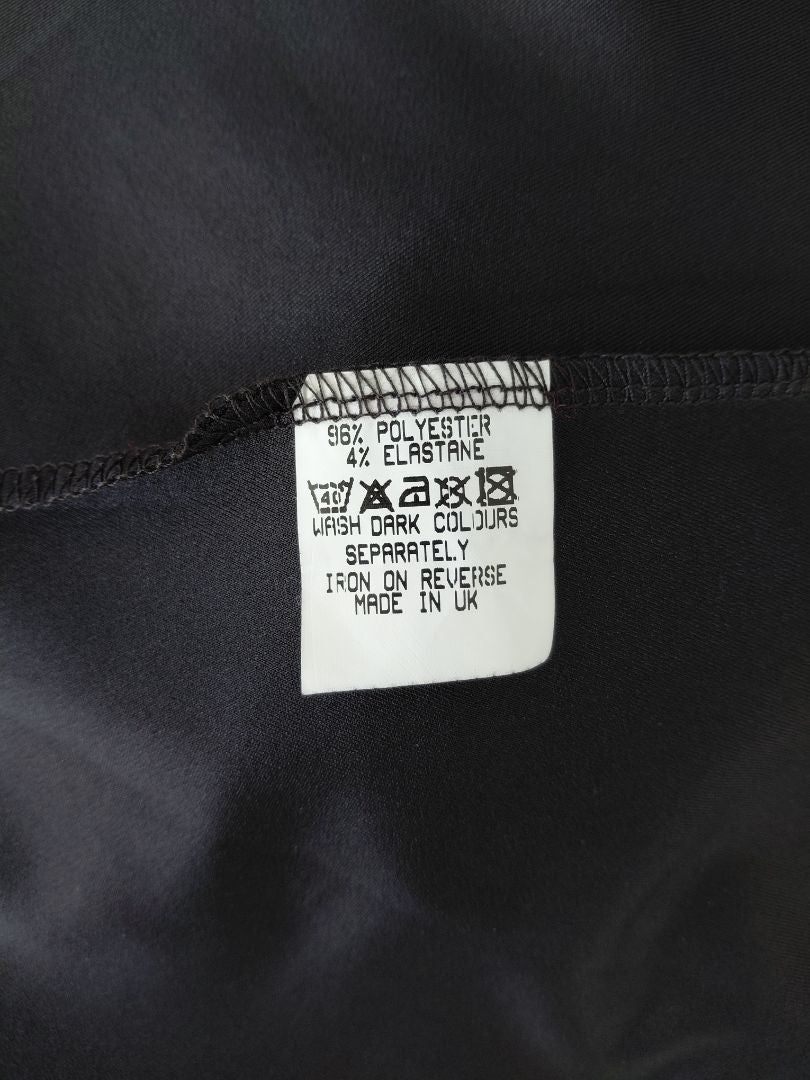 96% POLYESTER
4% ELASTANE
40
WASH DARK COLOURS
SEPARATELY
IRON ON REVERSE
MADE IN UK